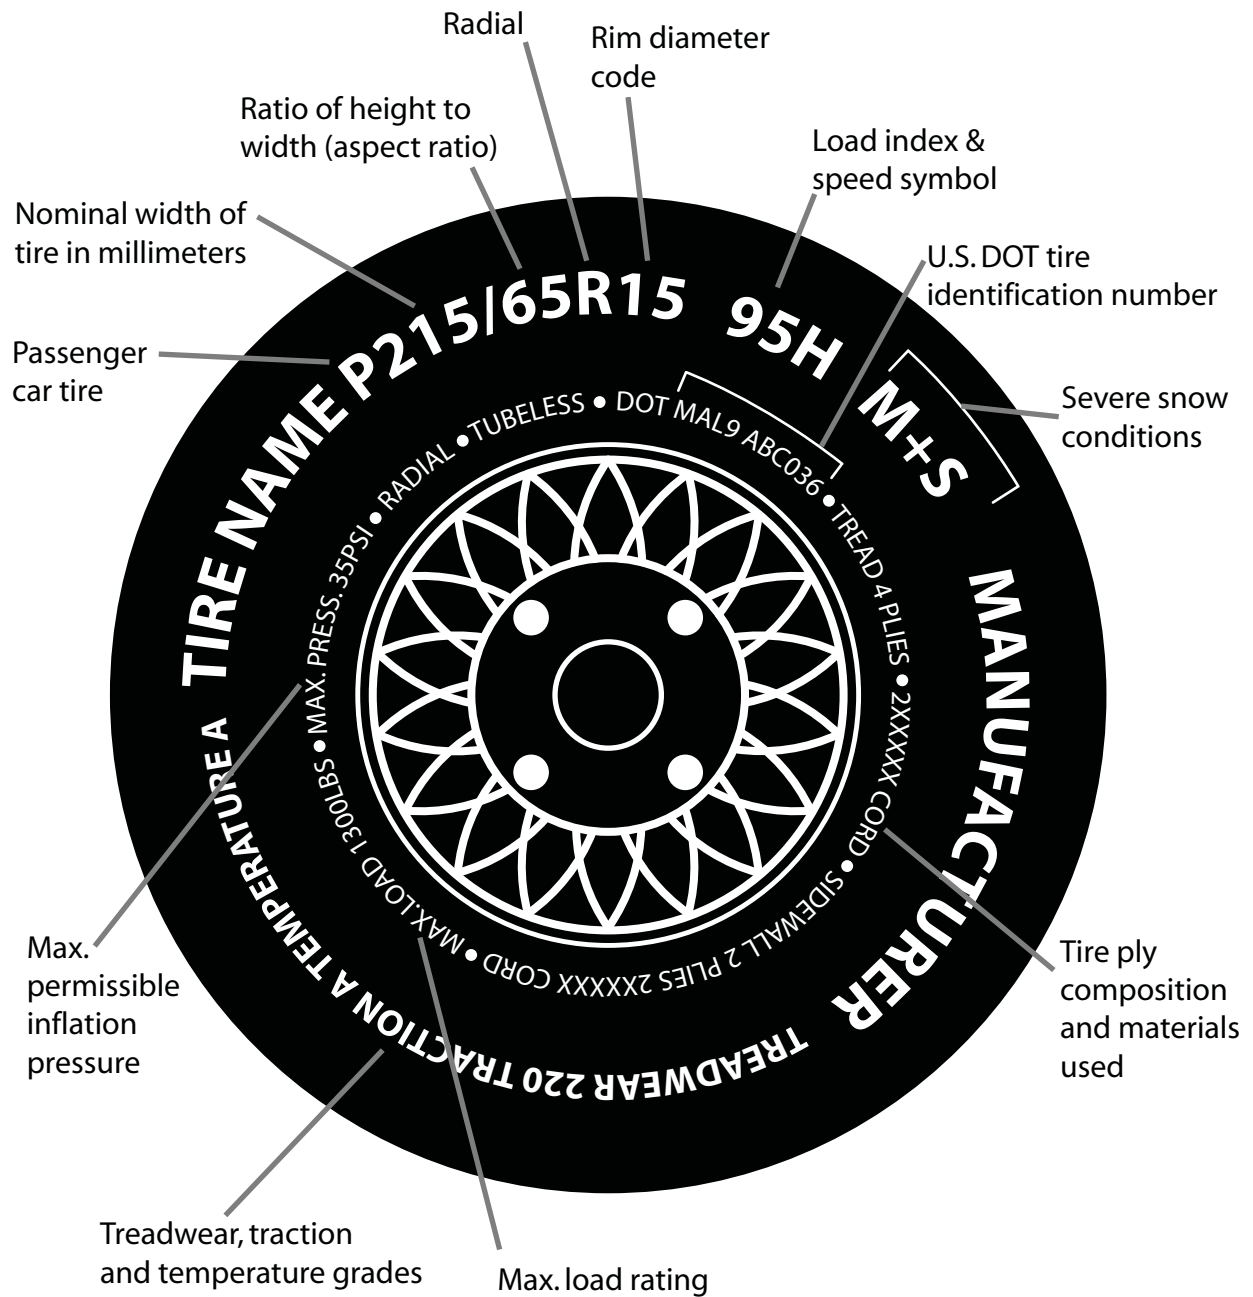 Radial
Rim diameter
code
Ratio of height to
width (aspect ratio)
Load index &
speed symbol
Nominal width of
tire in millimeters
U.S. DOT tire
identification number
Passenger
car tire
Severe snow
conditions
TIRE NAME P215/65R15 95H M+S
MANUFACTURER
TREADWEAR 220 TRACTION A TEMPERATURE A
MAX. PRESS. 35PSI • RADIAL • TUBELESS • DOT MAL9 ABC036 • TREAD 4 PLIES • 2XXXXX CORD • SIDEWALL 2 PLIES 2XXXXX CORD • MAX.LOAD 1300LBS •
Max.
permissible
inflation
pressure
Tire ply
composition
and materials
used
Treadwear, traction
and temperature grades
Max. load rating